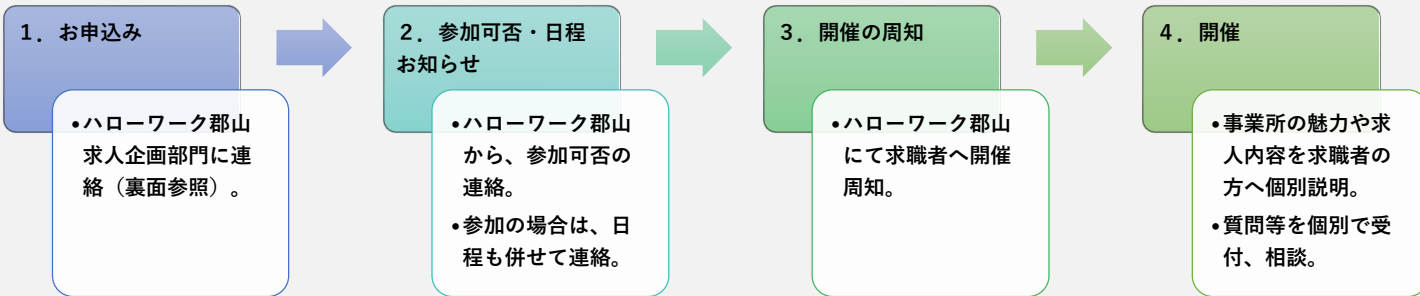 1．お申込み
•ハローワーク郡山
求人企画部門に連
絡（裏面参照）。
2．参加可否・日程
お知らせ
•ハローワーク郡山
から、参加可否の
連絡。
•参加の場合は、日
程も併せて連絡。
3．開催の周知
•ハローワーク郡山
にて求職者へ開催
周知。
4．開催
•事業所の魅力や求
人内容を求職者の
方へ個別説明。
•質問等を個別で受
付、相談。